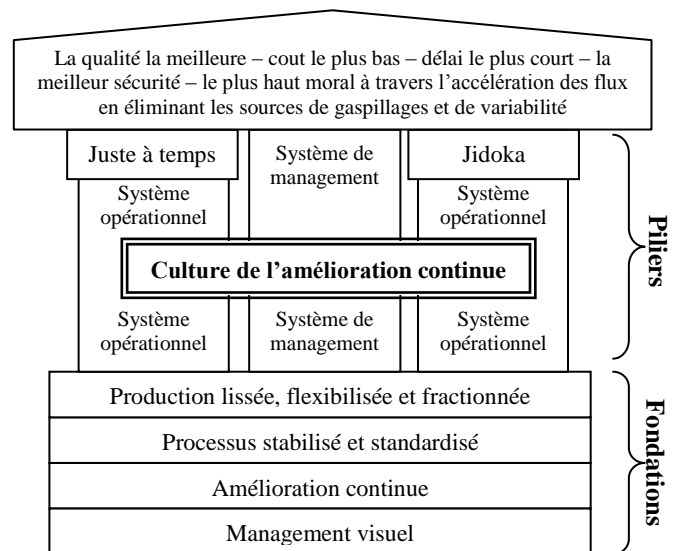 La qualité la meilleure – cout le plus bas – délai le plus court – la
meilleur sécurité – le plus haut moral à travers l'accélération des flux
en éliminant les sources de gaspillages et de variabilité
Juste à temps
Système de
management
Jidoka
Système
opérationnel
Système
opérationnel
Culture de l'amélioration continue
Système
opérationnel
Système de
management
Système
opérationnel
Piliers
Production lissée, flexibilisée et fractionnée
Processus stabilisé et standardisé
Amélioration continue
Management visuel
Fondations